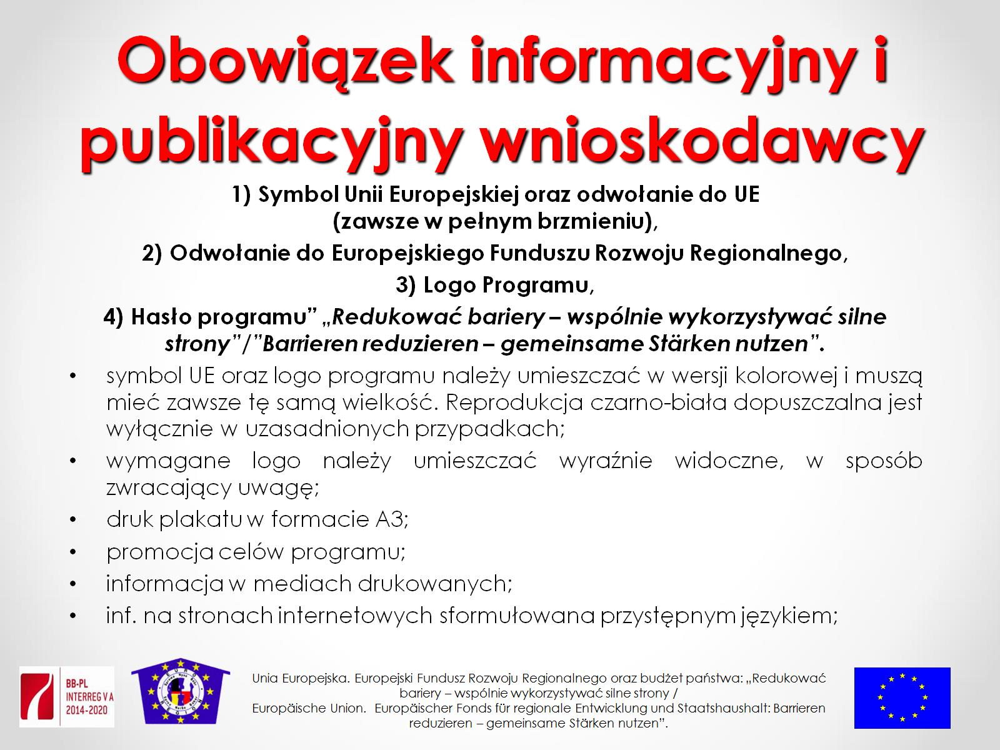 Obowiązek informacyjny i
publikacyjny wnioskodawcy
1) Symbol Unii Europejskiej oraz odwołanie do UE
(zawsze w pełnym brzmieniu),
2) Odwołanie do Europejskiego Funduszu Rozwoju Regionalnego,
3) Logo Programu,
4) Hasło programu” „Redukować bariery – wspólnie wykorzystywać silne
strony”/”Barrieren reduzieren – gemeinsame Stärken nutzen”.
• symbol UE oraz logo programu należy umieszczać w wersji kolorowej i muszą
mieć zawsze tę samą wielkość. Reprodukcja czarno-biała dopuszczalna jest
wyłącznie w uzasadnionych przypadkach;
• wymagane logo należy umieszczać wyraźnie widoczne, w sposób
zwracający uwagę;
• druk plakatu w formacie A3;
• promocja celów programu;
• informacja w mediach drukowanych;
• inf. na stronach internetowych sformułowana przystępnym językiem;
BB-PL
INTERREG V A
2014-2020
EURO
REGION
Unia Europejska. Europejski Fundusz Rozwoju Regionalnego oraz budżet państwa: „Redukować
bariery – wspólnie wykorzystywać silne strony /
Europäische Union. Europäischer Fonds für regionale Entwicklung und Staatshaushalt: Barrieren
reduzieren – gemeinsame Stärken nutzen”.